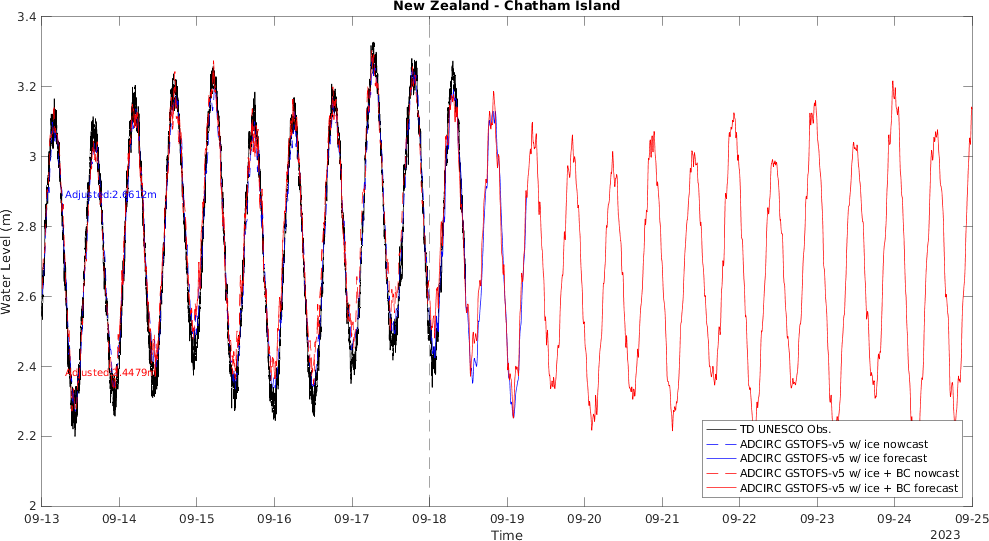 New Zealand - Chatham Island
3.4
3.2
3
2.8
2.6
2.4
2.2
2
Water Level (m)
Adjusted:2.6612m
TD UNESCO Obs.
ADCIRC GSTOFS-v5 w/ ice nowcast
ADCIRC GSTOFS-v5 w/ ice forecast
ADCIRC GSTOFS-v5 w/ ice + BC nowcast
ADCIRC GSTOFS-v5 w/ ice + BC forecast
09-13 09-14 09-15 09-16 09-17 09-18 09-19 09-20 09-21 09-22 09-23 09-24 09-25
Time
2023